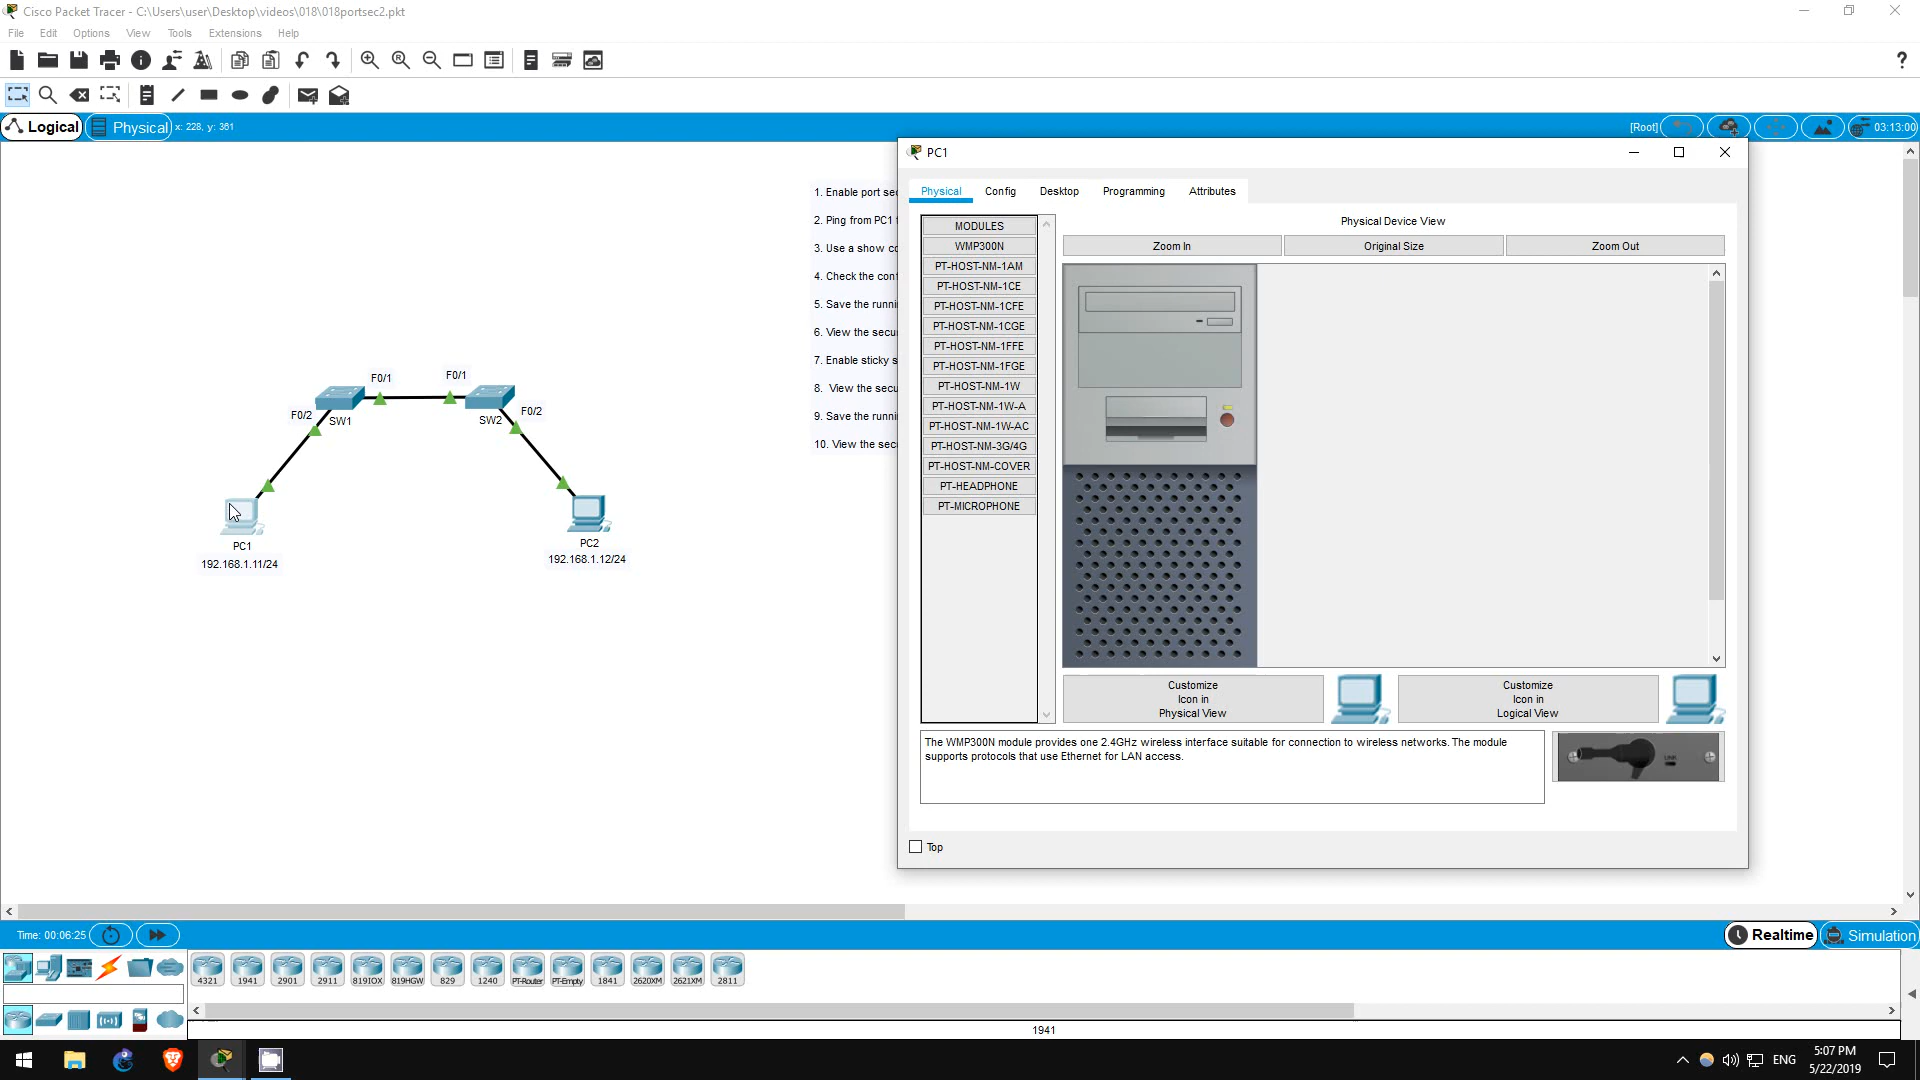 Cisco Packet Tracer - C:\Users\user\Desktop\videos\018\018portsec2.pkt
File Edit Options View Tools Extensions Help
Logical
Physical
x: 228, y: 361
[Root]
03:13:00
1. Enable port sec
2. Ping from PC1
3. Use a show co
4. Check the conf
5. Save the runni
6. View the secu
7. Enable sticky s
8. View the secu
9. Save the runni
10. View the sec
F0/1
F0/1
F0/2
SW1
SW2
F0/2
PC1
192.168.1.11/24
PC2
192.168.1.12/24
PC1
Physical Config Desktop Programming Attributes
MODULES
WMP300N
PT-HOST-NM-1AM
PT-HOST-NM-1CE
PT-HOST-NM-1CFE
PT-HOST-NM-1CGE
PT-HOST-NM-1FFE
PT-HOST-NM-1FGE
PT-HOST-NM-1W
PT-HOST-NM-1W-A
PT-HOST-NM-1W-AC
PT-HOST-NM-3G/4G
PT-HOST-NM-COVER
PT-HEADPHONE
PT-MICROPHONE
Physical Device View
Zoom In Original Size Zoom Out
Customize
Icon in
Physical View
Customize
Icon in
Logical View
The WMP300N module provides one 2.4GHz wireless interface suitable for connection to wireless networks. The module
supports protocols that use Ethernet for LAN access.
LINK
Top
Time: 00:06:25
Realtime
Simulation
4321 1941 2901 2911 819IOX 819HGW 829 1240 PT-Router PT-Empty 1841 2620XM 2621XM 2811
1941
ENG
5:07 PM
5/22/2019